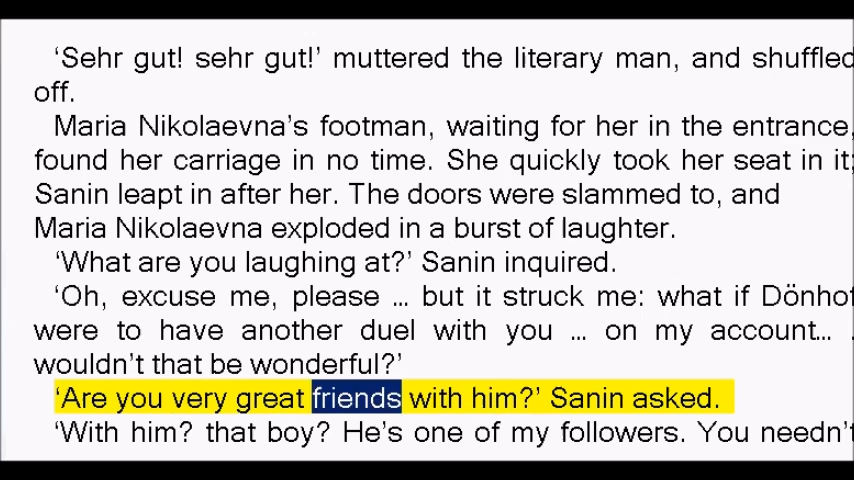 ‘Sehr gut! sehr gut!’ muttered the literary man, and shuffled
off.
Maria Nikolaevna’s footman, waiting for her in the entrance,
found her carriage in no time. She quickly took her seat in it;
Sanin leapt in after her. The doors were slammed to, and
Maria Nikolaevna exploded in a burst of laughter.
‘What are you laughing at?’ Sanin inquired.
‘Oh, excuse me, please … but it struck me: what if Dönhof
were to have another duel with you … on my account… .
wouldn’t that be wonderful?’
‘Are you very great friends with him?’ Sanin asked.
‘With him? that boy? He’s one of my followers. You needn’t